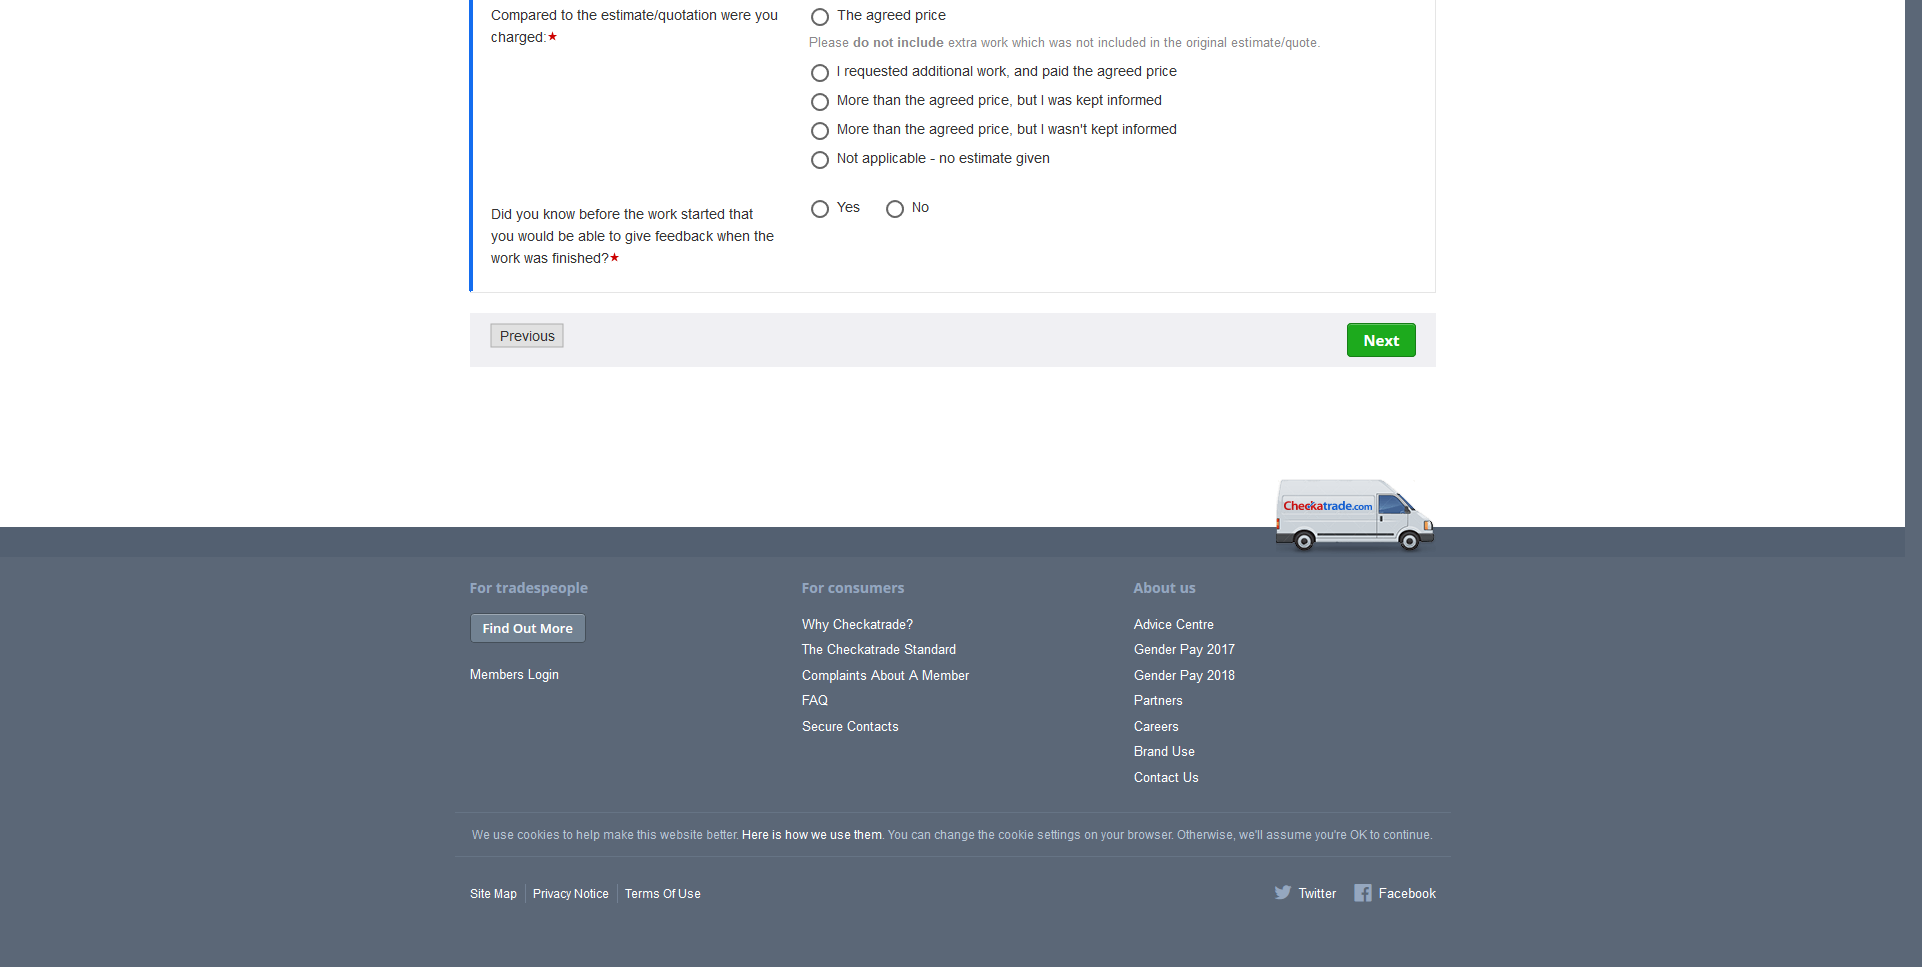 Compared to the estimate/quotation were you
charged:★
The agreed price
Please do not include extra work which was not included in the original estimate/quote.
I requested additional work, and paid the agreed price
More than the agreed price, but I was kept informed
More than the agreed price, but I wasn't kept informed
Not applicable - no estimate given
Did you know before the work started that
you would be able to give feedback when the
work was finished?★
Yes No
Previous Next
Checkatrade.com
For tradespeople
Find Out More
Members Login
For consumers
Why Checkatrade?
The Checkatrade Standard
Complaints About A Member
FAQ
Secure Contacts
About us
Advice Centre
Gender Pay 2017
Gender Pay 2018
Partners
Careers
Brand Use
Contact Us
We use cookies to help make this website better. Here is how we use them. You can change the cookie settings on your browser. Otherwise, we'll assume you're OK to continue.
Site Map Privacy Notice Terms Of Use Twitter Facebook